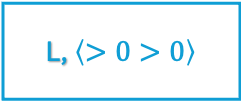 L, ⟨> 0 > 0⟩